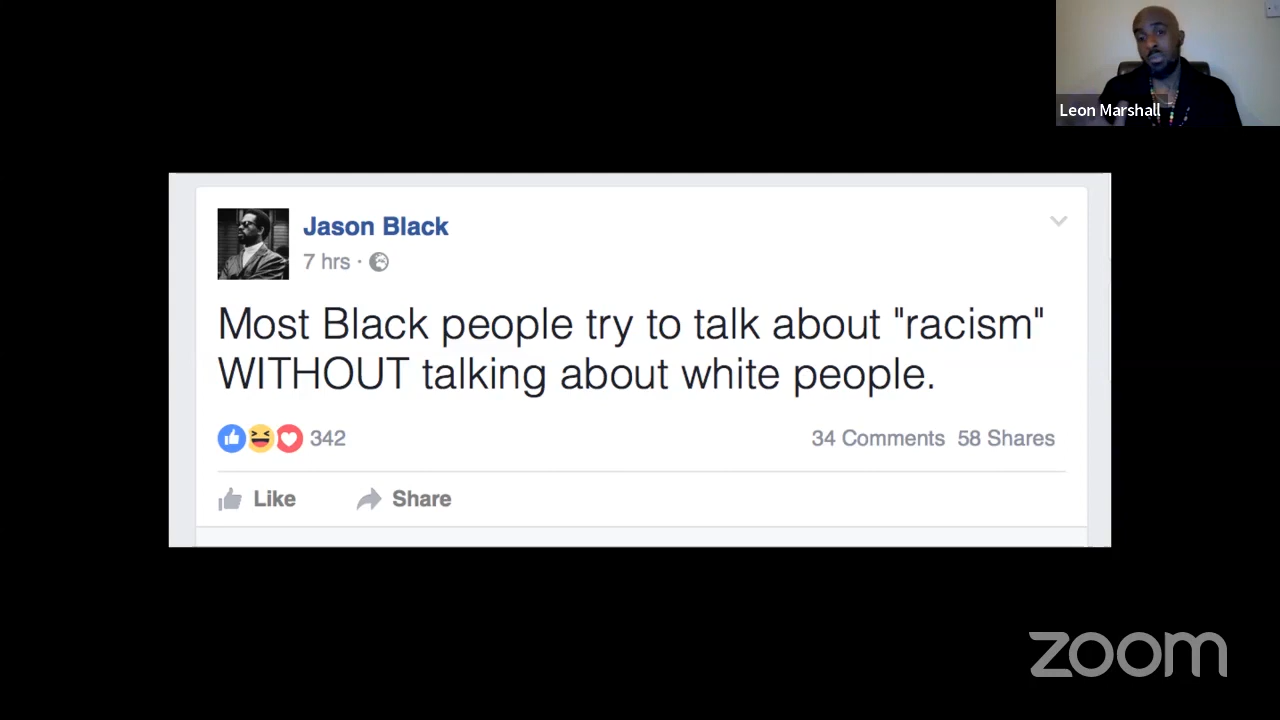 Leon Marshall
Jason Black
7 hrs ·
Most Black people try to talk about "racism"
WITHOUT talking about white people.
342
34 Comments 58 Shares
Like Share
zoom